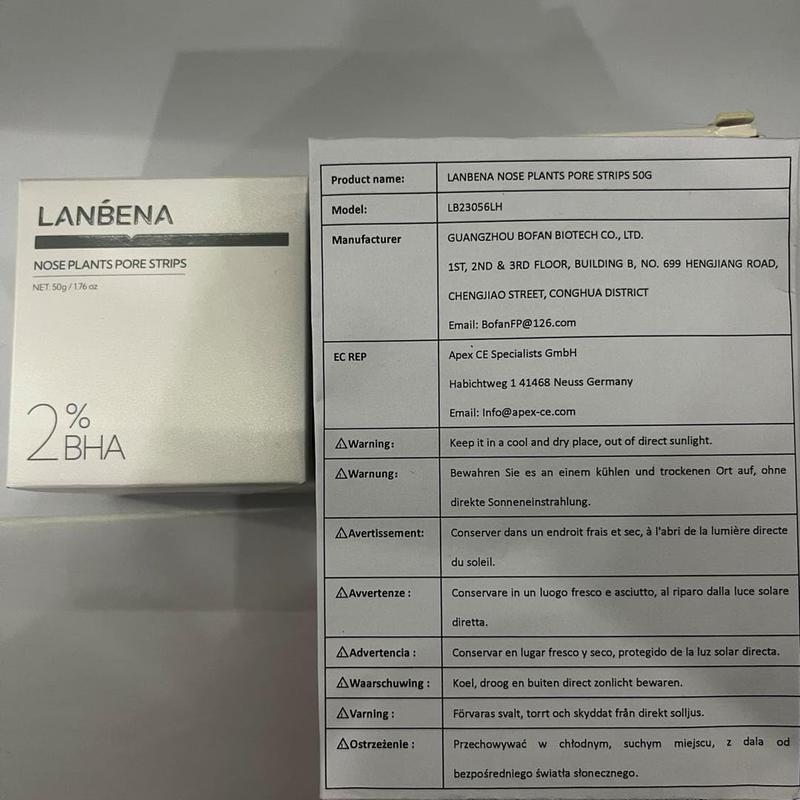 LANBENA
NOSE PLANTS PORE STRIPS
NET: 50g / 1.76 oz
2%
BHA
Product name: LANBENA NOSE PLANTS PORE STRIPS 50G
Model: LB23056LH
Manufacturer GUANGZHOU BOFAN BIOTECH CO., LTD.
1ST, 2ND & 3RD FLOOR, BUILDING B, NO. 699 HENGJIANG ROAD,
CHENGJIAO STREET, CONGHUA DISTRICT
Email: BofanFP@126.com
EC REP Apex CE Specialists GmbH
Habichtweg 1 41468 Neuss Germany
Email: Info@apex-ce.com
⚠Warning: Keep it in a cool and dry place, out of direct sunlight.
⚠Warnung: Bewahren Sie es an einem kühlen und trockenen Ort auf, ohne
direkte Sonneneinstrahlung.
⚠Avertissement: Conserver dans un endroit frais et sec, à l'abri de la lumière directe
du soleil.
⚠Avvertenze : Conservare in un luogo fresco e asciutto, al riparo dalla luce solare
diretta.
⚠Advertencia : Conservar en lugar fresco y seco, protegido de la luz solar directa.
⚠Waarschuwing : Koel, droog en buiten direct zonlicht bewaren.
⚠Varning : Förvaras svalt, torrt och skyddat från direkt solljus.
⚠Ostrzeżenie : Przechowywać w chłodnym, suchym miejscu, z dala od
bezpośredniego światła słonecznego.